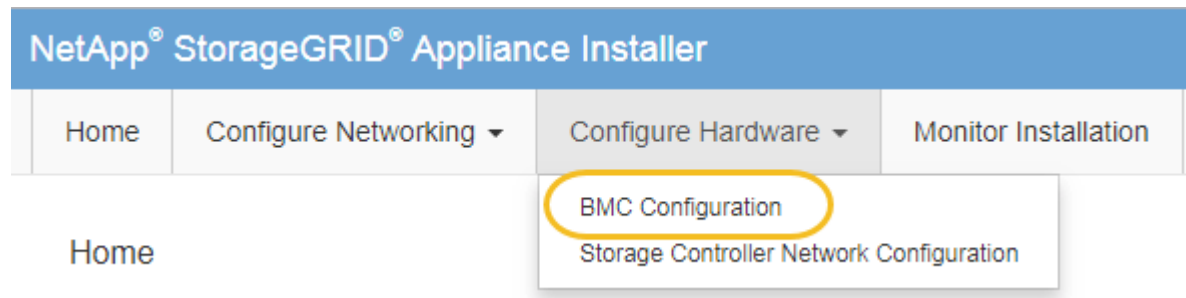 NetApp® StorageGRID® Appliance Installer
Home Configure Networking Configure Hardware Monitor Installation
BMC Configuration
Home
Storage Controller Network Configuration